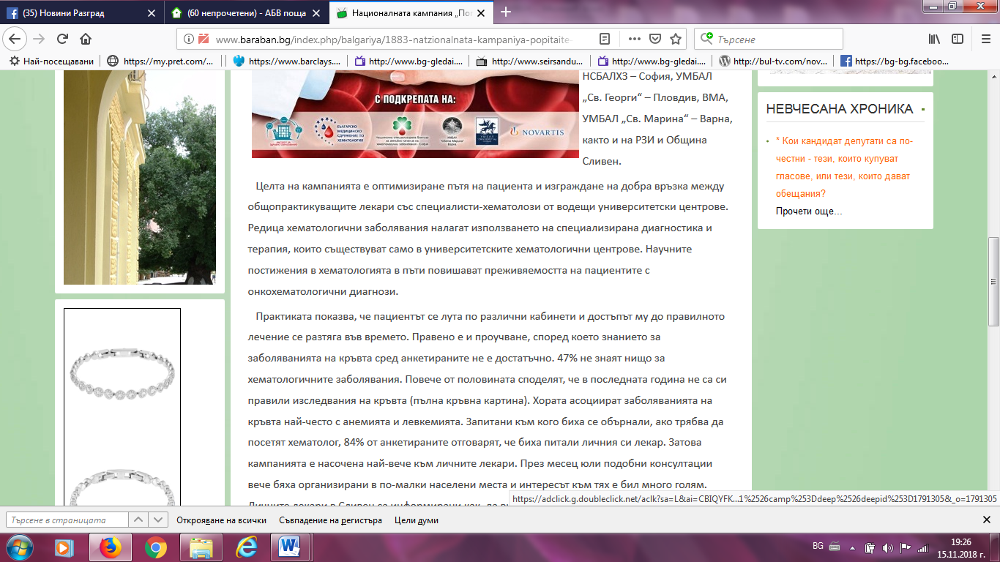 (35) Новини Разград
(60 непрочетени) - АБВ поща
Националната кампания „Поп
www.baraban.bg/index.php/balgariya/1883-natzionalnata-kampaniya-popitaite-
Търсене
Най-посещавани
https://my.pret.com/...
https://www.barclays....
http://www.bg-gledai....
http://www.seirsandu...
http://www.bg-gledai....
http://bul-tv.com/nov...
https://bg-bg.faceboo...
С ПОДКРЕПАТА НА:
БЪЛГАРСКО
МЕДИЦИНСКО
СДРУЖЕНИЕ ПО
ХЕМАТОЛОГИЯ
NOVARTIS
НСБАЛХЗ – София, УМБАЛ
„Св. Георги“ – Пловдив, ВМА,
УМБАЛ „Св. Марина“ – Варна,
както и на РЗИ и Община
Сливен.
Целта на кампанията е оптимизиране пътя на пациента и изграждане на добра връзка между
общопрактикуващите лекари със специалисти-хематолози от водещи университетски центрове.
Редица хематологични заболявания налагат използването на специализирана диагностика и
терапия, които съществуват само в университетските хематологични центрове. Научните
постижения в хематологията в пъти повишават преживяемостта на пациентите с
онкохематологични диагнози.
Практиката показва, че пациентът се лута по различни кабинети и достъпът му до правилното
лечение се разтяга във времето. Правено е и проучване, според което знанието за
заболяванията на кръвта сред анкетираните не е достатъчно. 47% не знаят нищо за
хематологичните заболявания. Повече от половината споделят, че в последната година не са си
правили изследвания на кръвта (пълна кръвна картина). Хората асоциират заболяванията на
кръвта най-често с анемията и левкемията. Запитани към кого биха се обърнали, ако трябва да
посетят хематолог, 84% от анкетираните отговарят, че биха питали личния си лекар. Затова
кампанията е насочена най-вече към личните лекари. През месец юли подобни консултации
вече бяха организирани в по-малки населени места и интересът към тях е бил много голям.
Личните лекари в Сливен са информирани как да
НЕВЧЕСАНА ХРОНИКА
* Кои кандидат депутати са по-
честни - тези, които купуват
гласове, или тези, които дават
обещания?
Прочети още...
https://adclick.g.doubleclick.net/aclk?sa=L&ai=CBIQYFK...1%2526camp%253Ddeep%2526deepid%253D1791305&_o=1791305
Търсене в страницата
Открояване на всички
Съвпадение на регистъра
Цели думи
BG
19:26
15.11.2018 г.